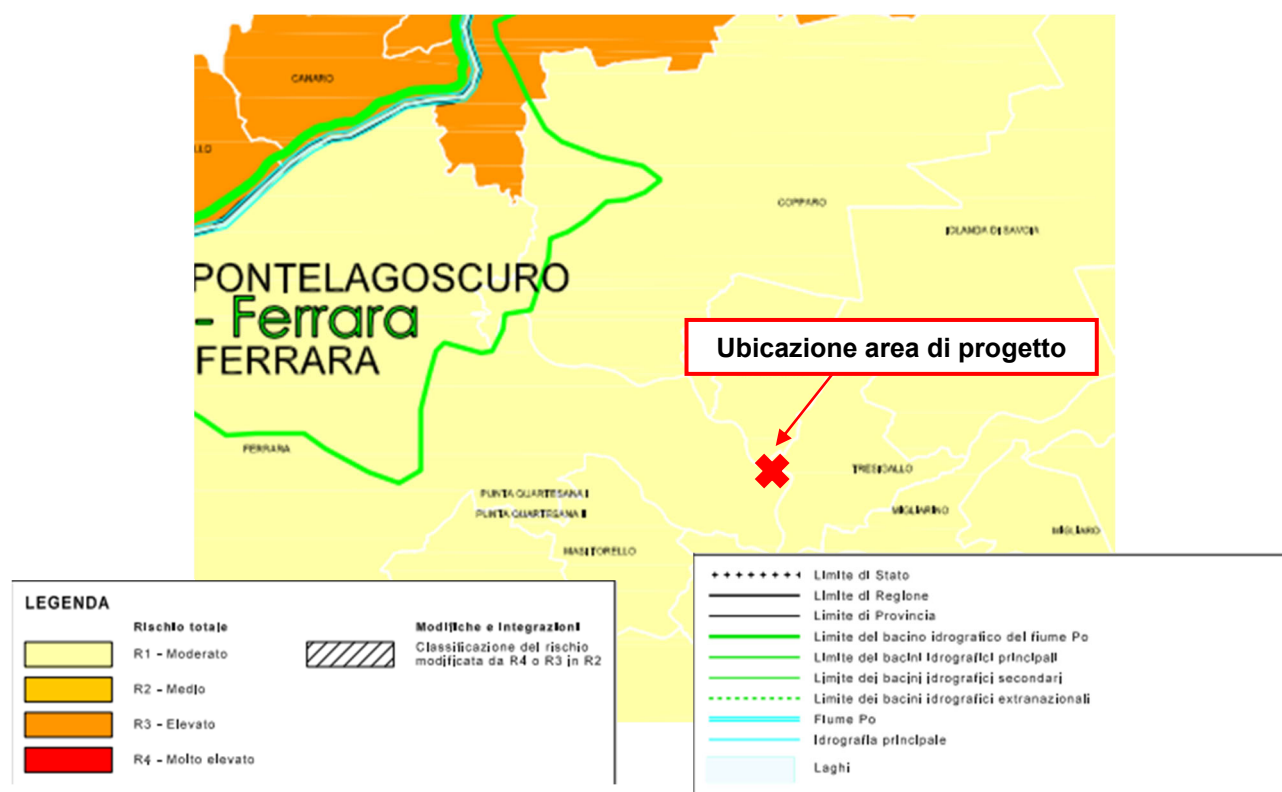 CANARO
LLO
COPPARO
IOLANDA DI SAVOIA
PONTELAGOSCURO
- Ferrara
FERRARA
Ubicazione area di progetto
FERRARA
TRESIGALLO
PUNTA QUARTESANA I
PUNTA QUARTESANA II
MIGLIARINO
MIGLIARO
MASITORELLO
LEGENDA
Rischio totale
R1 - Moderato
R2 - Medio
R3 - Elevato
R4 - Molto elevato
Modifiche e integrazioni
Classificazione del rischio
modificata da R4 o R3 in R2
Limite di Stato
Limite di Regione
Limite di Provincia
Limite del bacino idrografico del fiume Po
Limite dei bacini idrografici principali
Limite dei bacini idrografici secondari
Limite dei bacini idrografici extranazionali
Fiume Po
Idrografia principale
Laghi